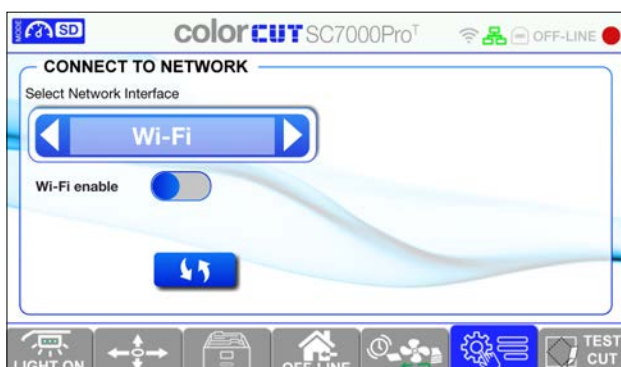 MODE SD colorCUT SC7000Pro T OFF-LINE
CONNECT TO NETWORK
Select Network Interface
Wi-Fi
Wi-Fi enable
LIGHT ON OFF-LINE TEST
CUT